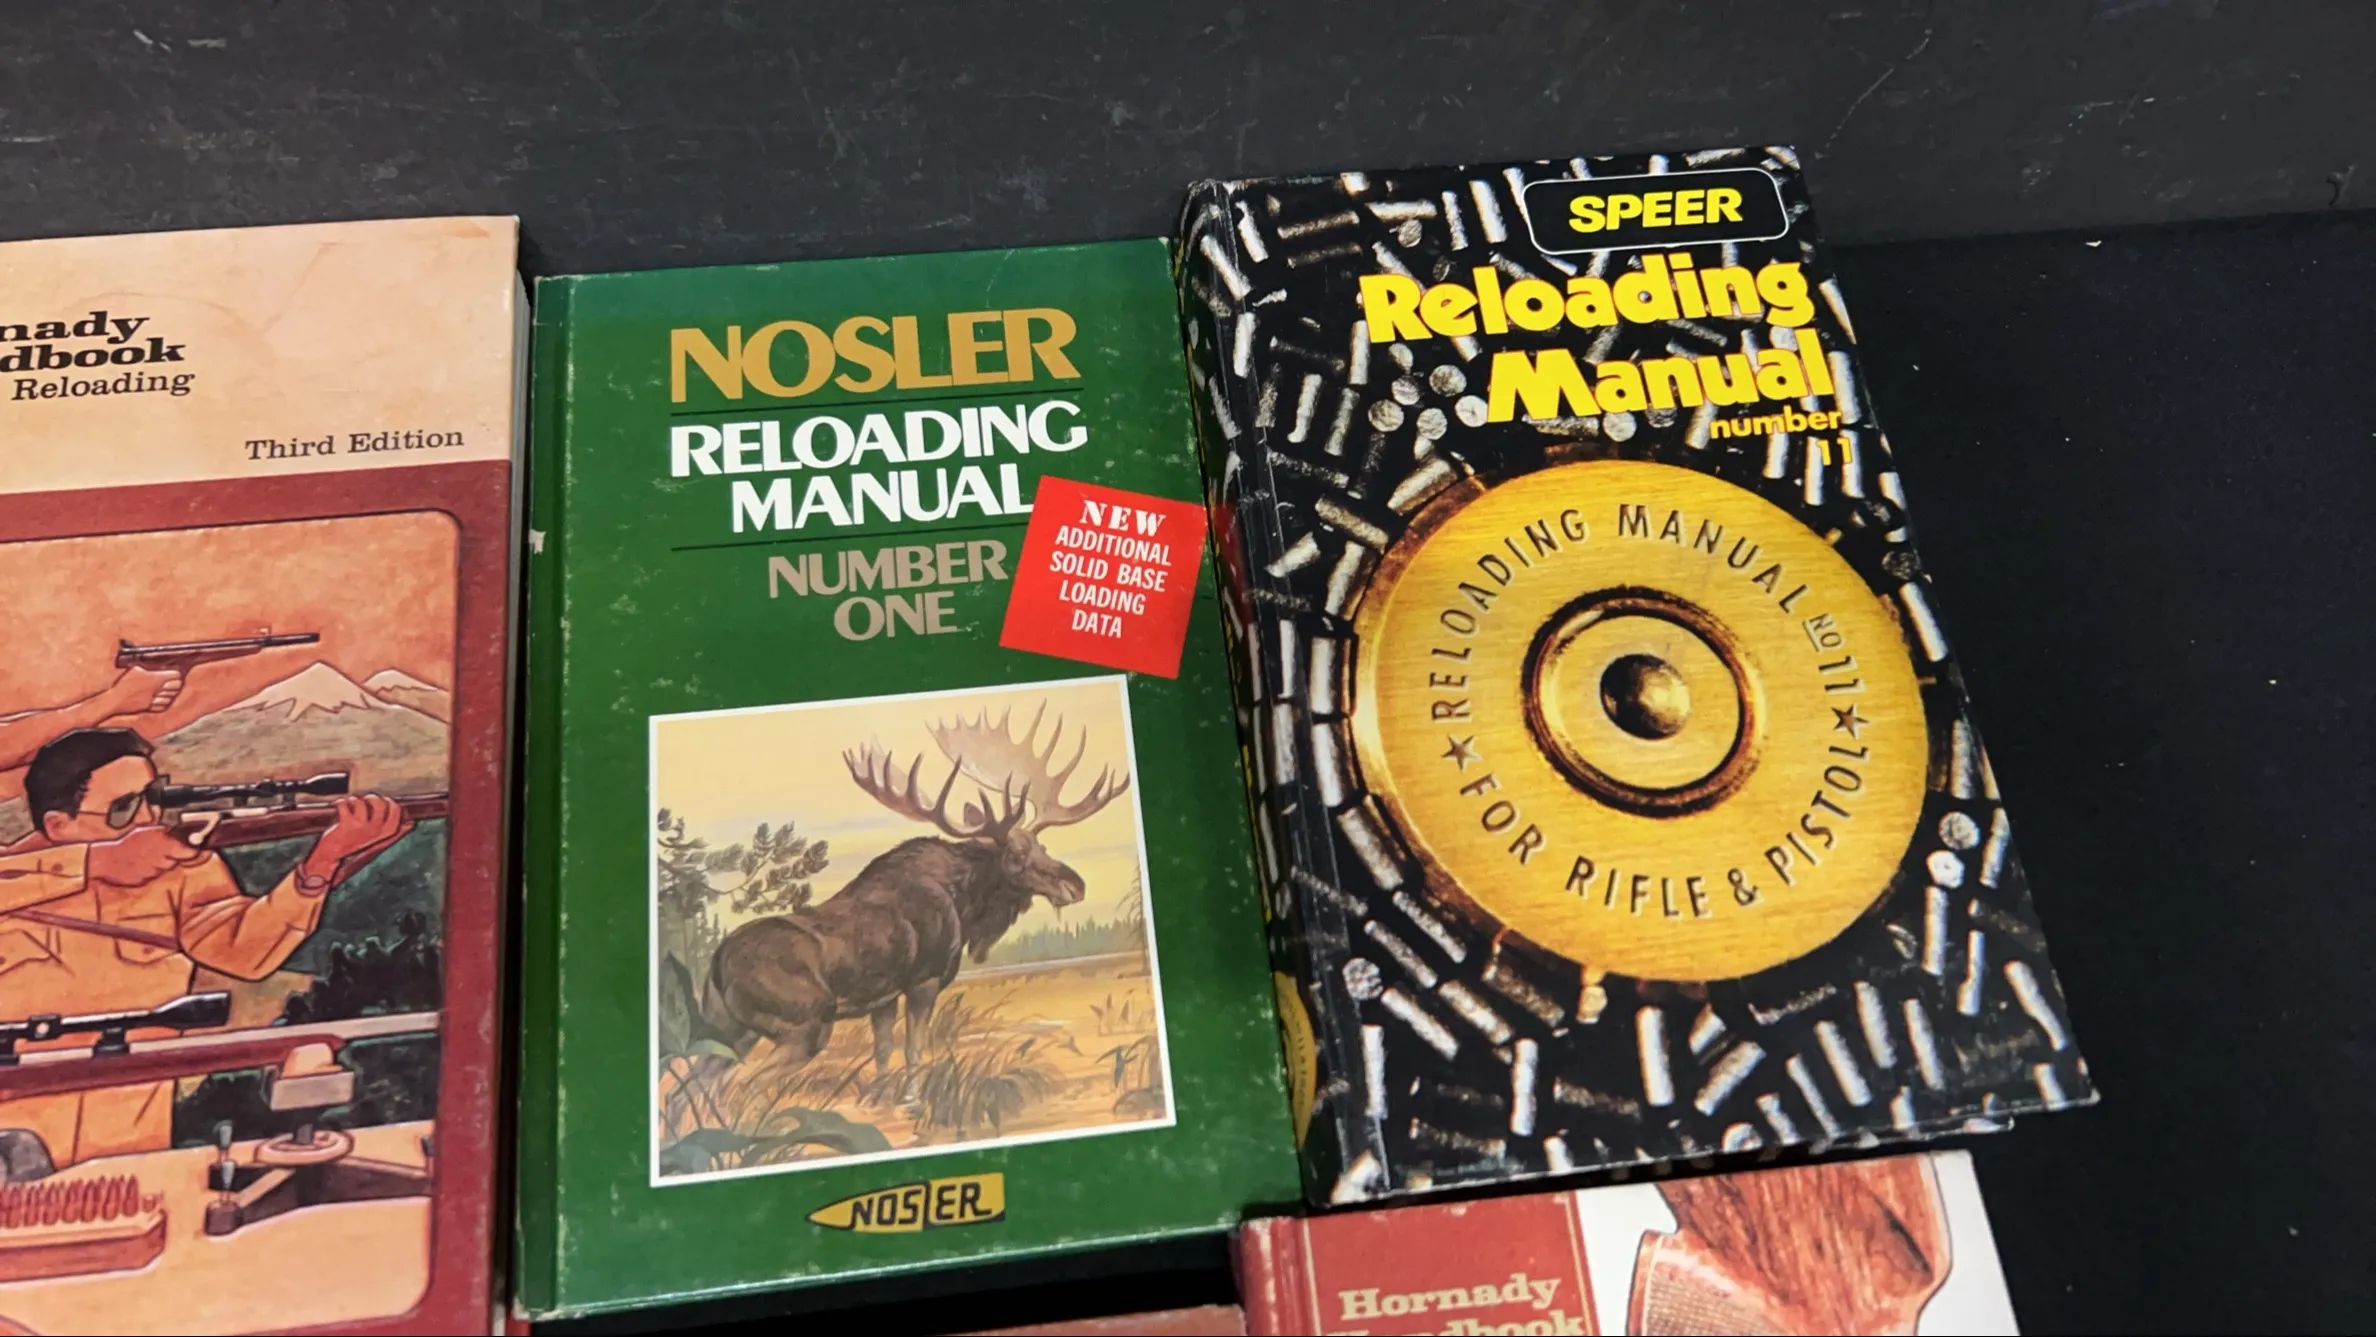 nady
dbook
Reloading
Third Edition
NOSLER
RELOADING
MANUAL
NUMBER
ONE
NEW
ADDITIONAL
SOLID BASE
LOADING
DATA
NOSLER
SPEER
Reloading
Manual
number
11
★ RELOADING MANUAL No 11 ★
FOR RIFLE & PISTOL
Hornady
Handbook